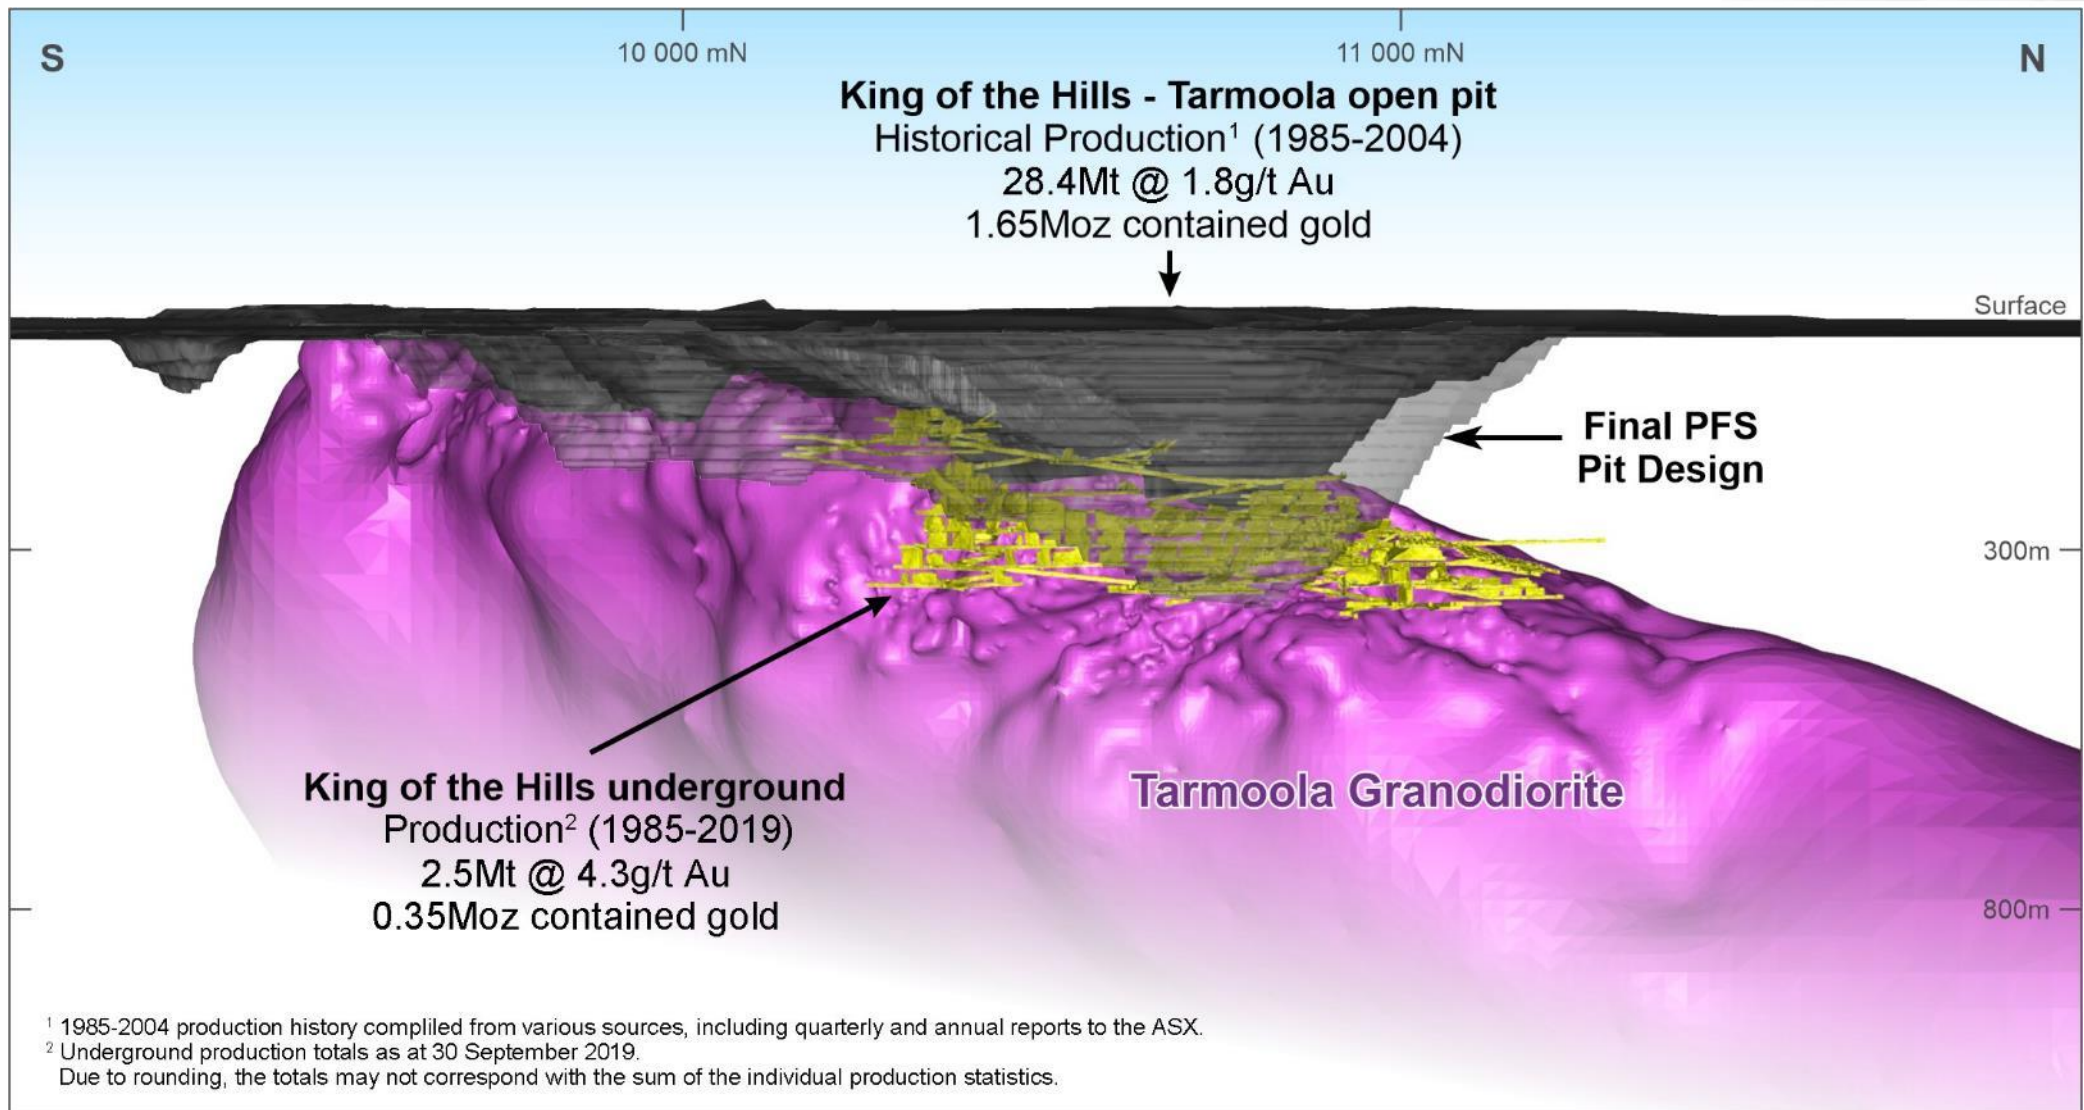 S
10 000 mN
11 000 mN
N
King of the Hills - Tarmoola open pit
Historical Production¹ (1985-2004)
28.4Mt @ 1.8g/t Au
1.65Moz contained gold
Surface
Final PFS
Pit Design
300m
King of the Hills underground
Production² (1985-2019)
2.5Mt @ 4.3g/t Au
0.35Moz contained gold
Tarmoola Granodiorite
800m
¹ 1985-2004 production history compliled from various sources, including quarterly and annual reports to the ASX.
² Underground production totals as at 30 September 2019.
Due to rounding, the totals may not correspond with the sum of the individual production statistics.